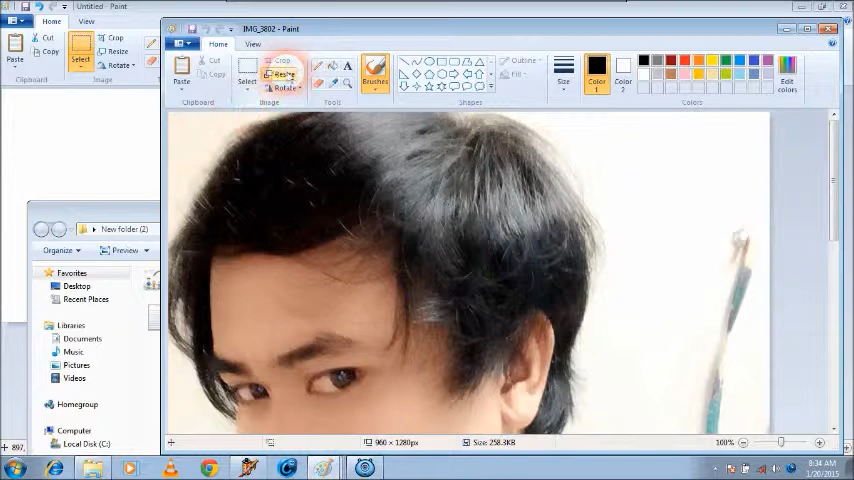 Untitled - Paint
Home
View
Cut
Copy
Paste
Crop
Resize
Rotate
Select
Clipboard
IMG_3802 - Paint
Home
View
Cut
Copy
Paste
Crop
Resize
Rotate
Select
A
Brushes
Outline
Fill
Size
Color
1
Color
2
Edit
colors
Clipboard
Image
Tools
Shapes
Colors
New folder (2)
Organize
Preview
Favorites
Desktop
Recent Places
Libraries
Documents
Music
Pictures
Videos
Homegroup
Computer
Local Disk (C:)
897,
960 × 1280px
Size: 258.3KB
100%
8:34 AM
1/20/2015